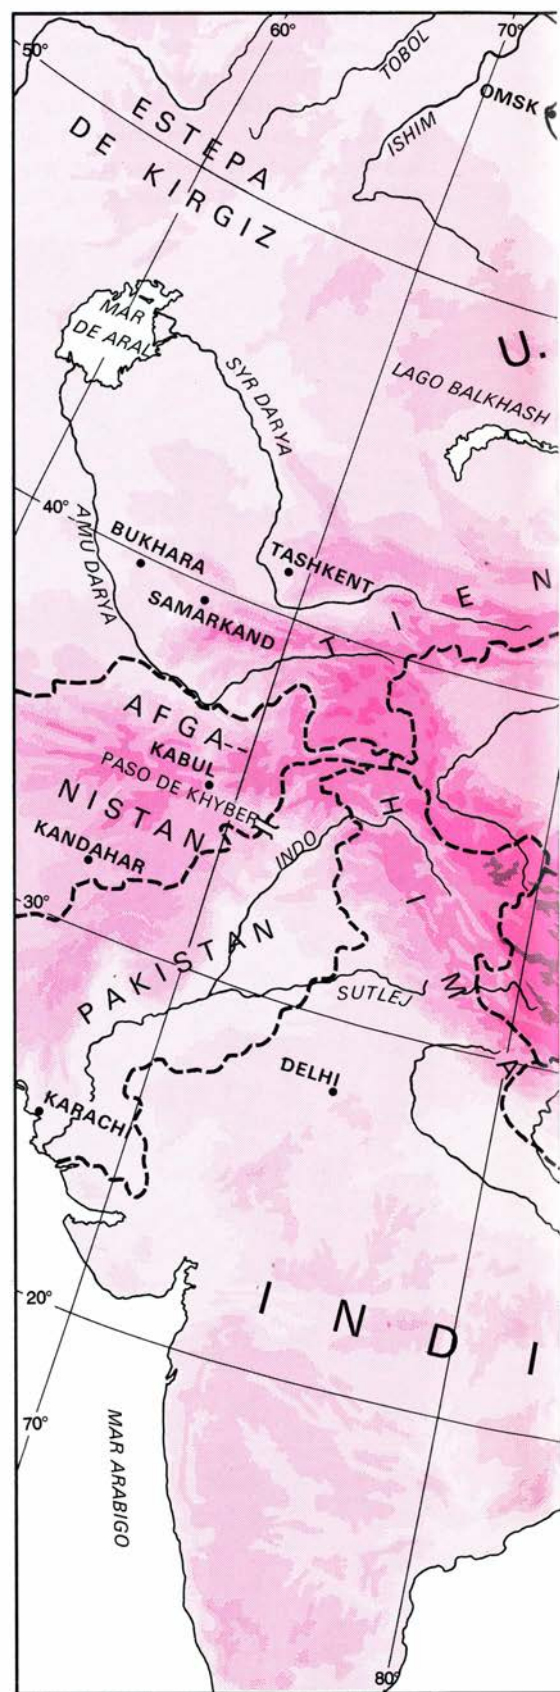 60°
70°
50°
TOBOL
OMSK
ESTEPA
DE KIRGIZ
ISHIM
MAR
DE ARAL
U.
SYR DARYA
LAGO BALKHASH
40°
AMU DARYA
BUKHARA
TASHKENT
SAMARKAND
T I E N
AFGA--
KABUL
PASO DE KHYBER
NISTAN
KANDAHAR
H I M A
INDO
30°
PAKISTAN
SUTLEJ
DELHI
KARACHI
20°
I N D I
70°
MAR ARABIGO
80°